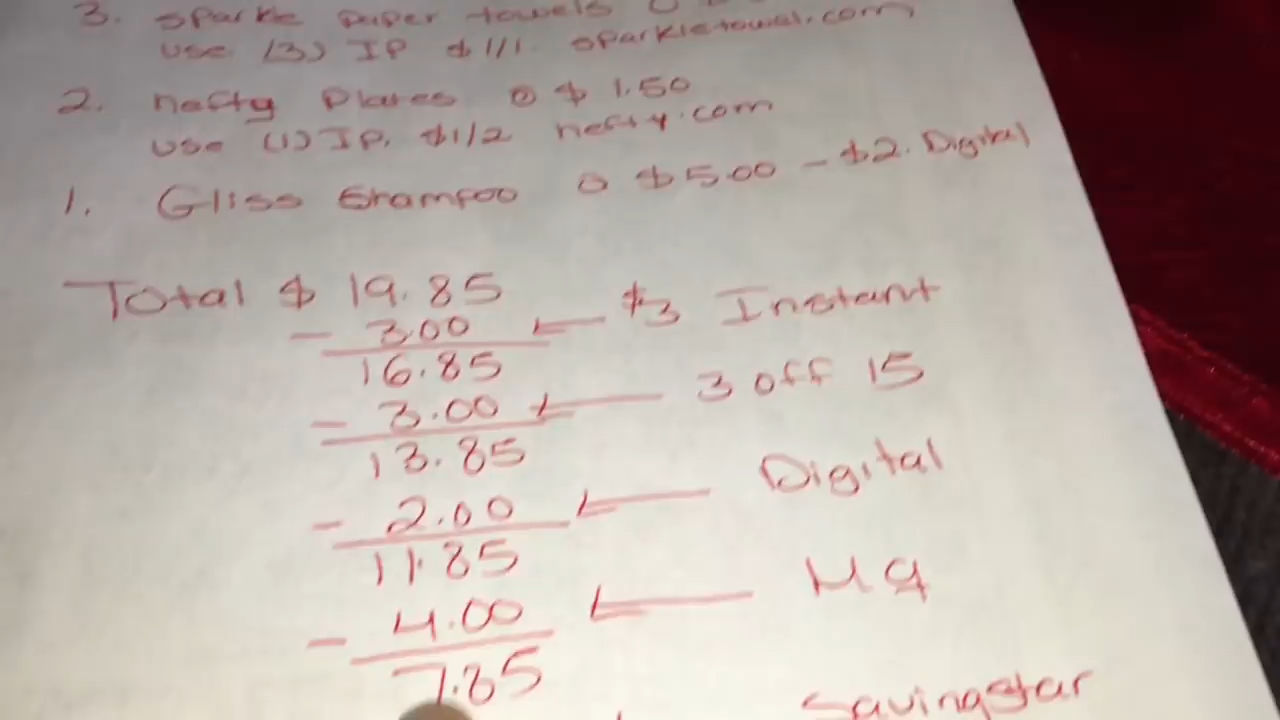 3. Sparkle paper towels
use (3) IP $1/1. sparkletowel.com
2. hefty Plates @ $1.50
use (1) IP. $1/2 hefty.com
1. Gliss Shampoo @ $5.00 - $2. Digital
Total $ 19.85
- 3.00 ← $3 Instant
16.85
- 3.00 ← 3 off 15
13.85
- 2.00 ← Digital
11.85
- 4.00 ← Mq
7.85
Savingstar